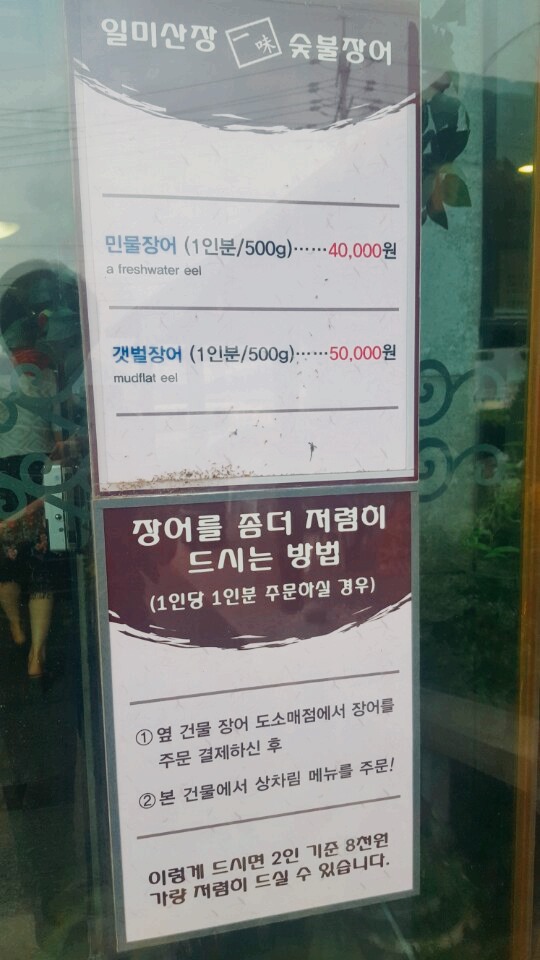 일미산장 一味 숯불장어
민물장어 (1인분/500g)……40,000원
a freshwater eel
갯벌장어 (1인분/500g)……50,000원
mudflat eel
장어를 좀더 저렴히
드시는 방법
(1인당 1인분 주문하실 경우)
① 옆 건물 장어 도소매점에서 장어를
주문 결제하신 후
② 본 건물에서 상차림 메뉴를 주문!
이렇게 드시면 2인 기준 8천원
가량 저렴히 드실 수 있습니다.